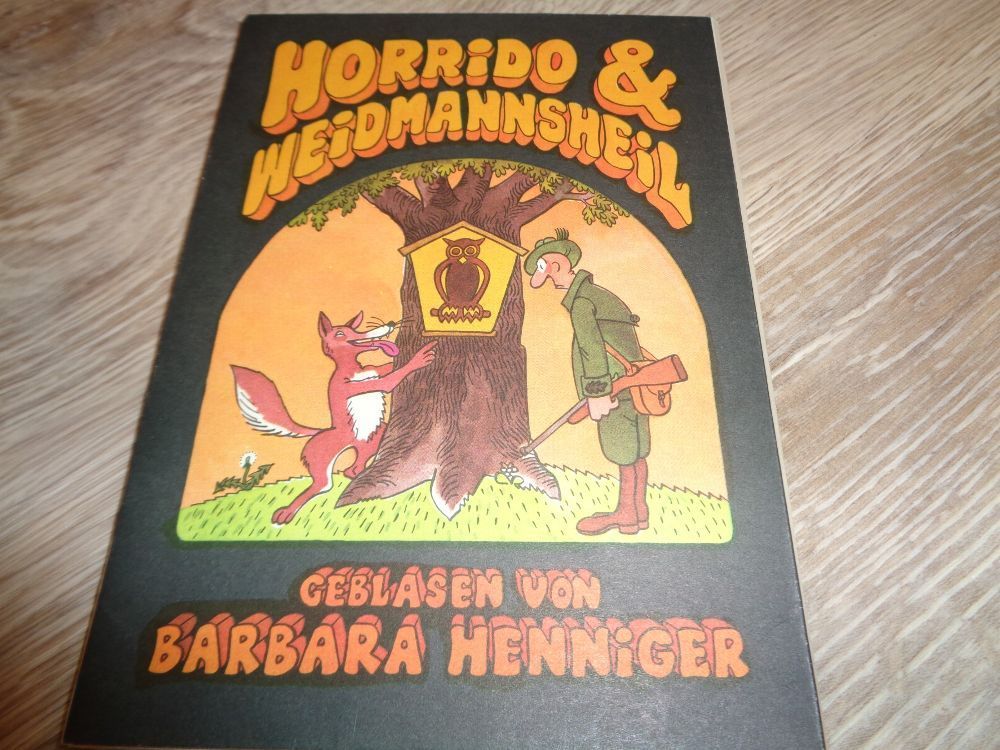 HORRiDO &
WEiDMANNSHEiL
GEBLASEN VON
BARBARA HENNiGER